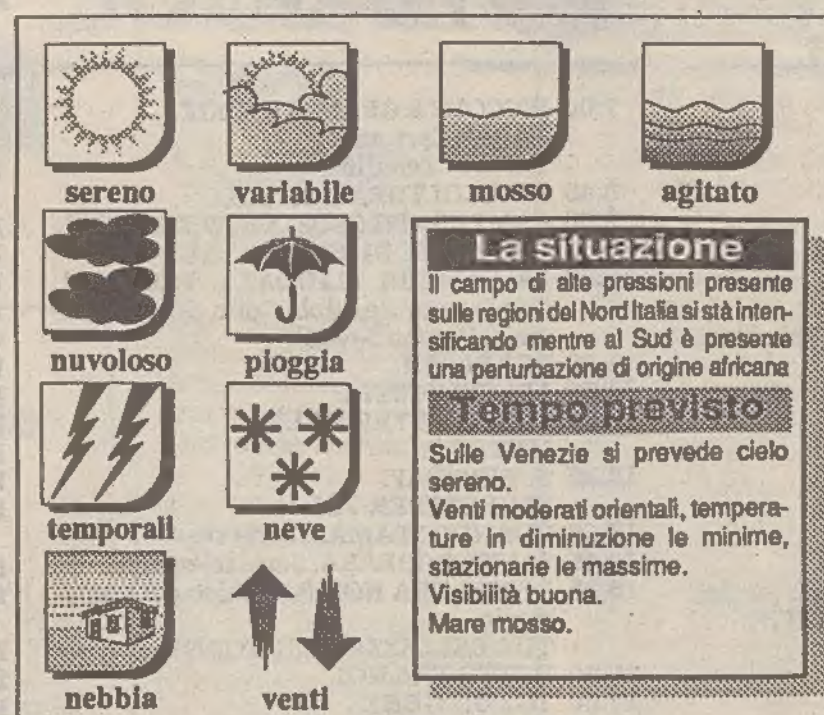 sereno
variabile
mosso
agitato
nuvoloso
pioggia
temporali
neve
nebbia
venti
La situazione
Il campo di alte pressioni presente
sulle regioni del Nord Italia si stà inten-
sificando mentre al Sud è presente
una perturbazione di origine africana
Tempo previsto
Sulle Venezie si prevede cielo
sereno.
Venti moderati orientali, tempera-
ture in diminuzione le minime,
stazionarie le massime.
Visibilità buona.
Mare mosso.